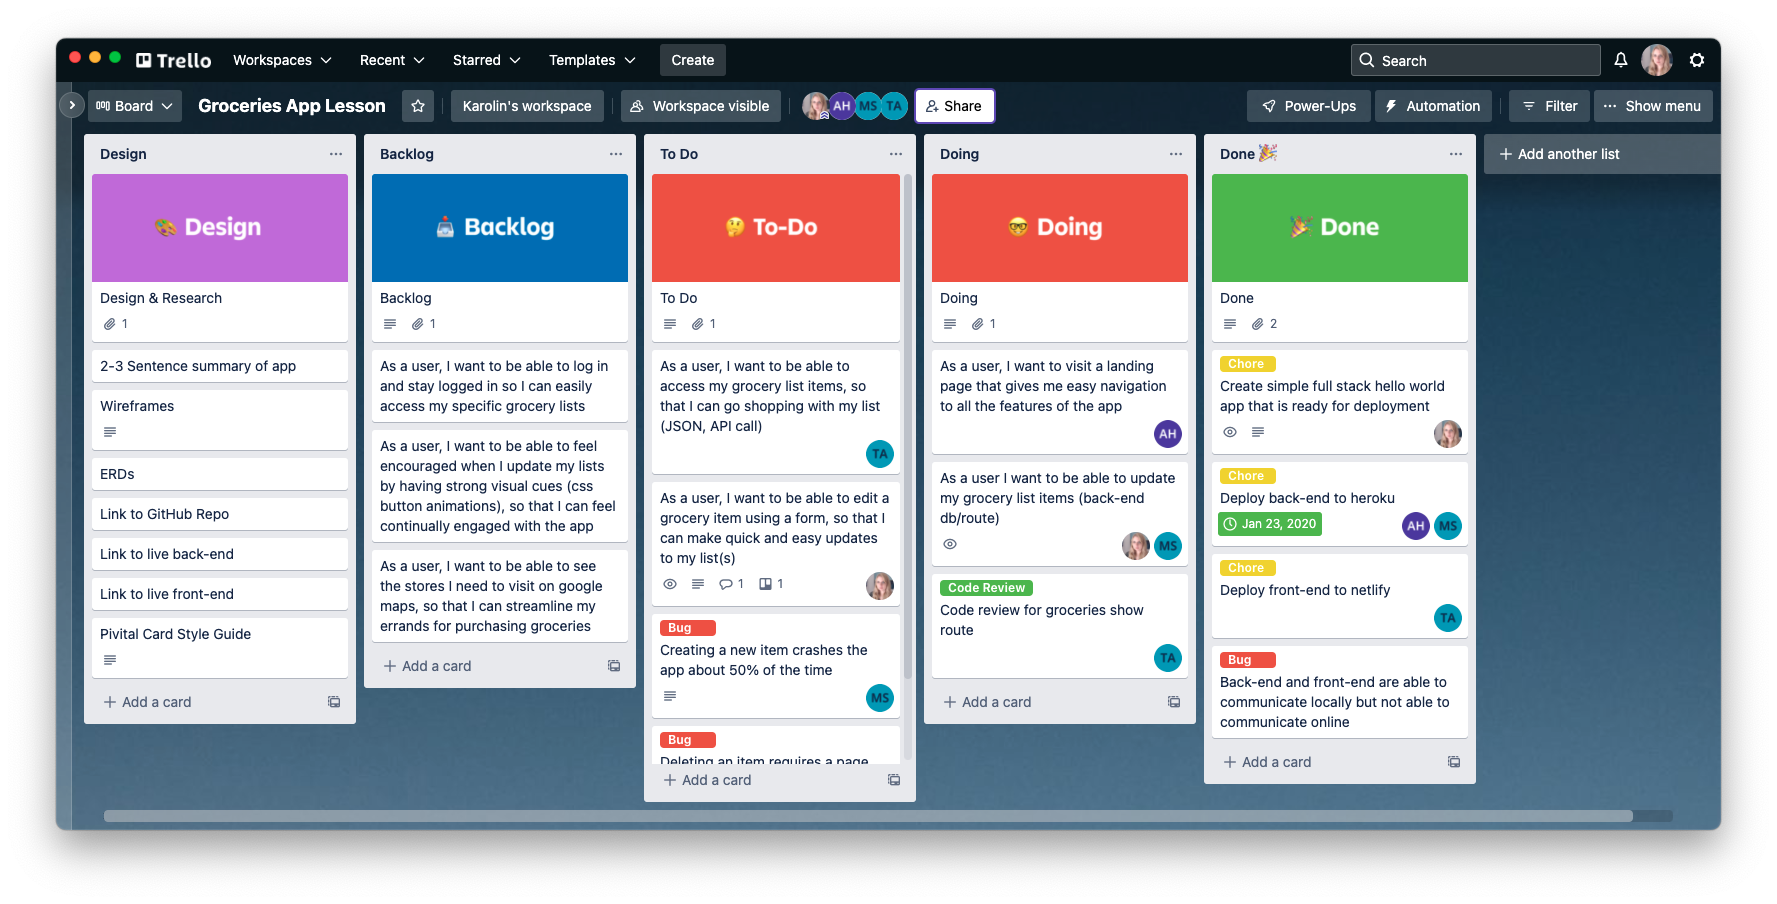 Trello
Workspaces
Recent
Starred
Templates
Create
Search
Board
Groceries App Lesson
Karolin's workspace
Workspace visible
AH
MS
TA
Share
Power-Ups
Automation
Filter
Show menu
Design
Design
Design & Research
1
2-3 Sentence summary of app
Wireframes
ERDs
Link to GitHub Repo
Link to live back-end
Link to live front-end
Pivital Card Style Guide
Add a card
Backlog
Backlog
Backlog
1
As a user, I want to be able to log in
and stay logged in so I can easily
access my specific grocery lists
As a user, I want to be able to feel
encouraged when I update my lists
by having strong visual cues (css
button animations), so that I can feel
continually engaged with the app
As a user, I want to be able to see
the stores I need to visit on google
maps, so that I can streamline my
errands for purchasing groceries
Add a card
To Do
To-Do
To Do
1
As a user, I want to be able to
access my grocery list items, so
that I can go shopping with my list
(JSON, API call)
TA
As a user, I want to be able to edit a
grocery item using a form, so that I
can make quick and easy updates
to my list(s)
1
1
Bug
Creating a new item crashes the
app about 50% of the time
MS
Bug
Deleting an item requires a page
Add a card
Doing
Doing
Doing
1
As a user, I want to visit a landing
page that gives me easy navigation
to all the features of the app
AH
As a user I want to be able to update
my grocery list items (back-end
db/route)
MS
Code Review
Code review for groceries show
route
TA
Add a card
Done
Done
Done
2
Chore
Create simple full stack hello world
app that is ready for deployment
Chore
Deploy back-end to heroku
Jan 23, 2020
AH
MS
Chore
Deploy front-end to netlify
TA
Bug
Back-end and front-end are able to
communicate locally but not able to
communicate online
Add a card
Add another list